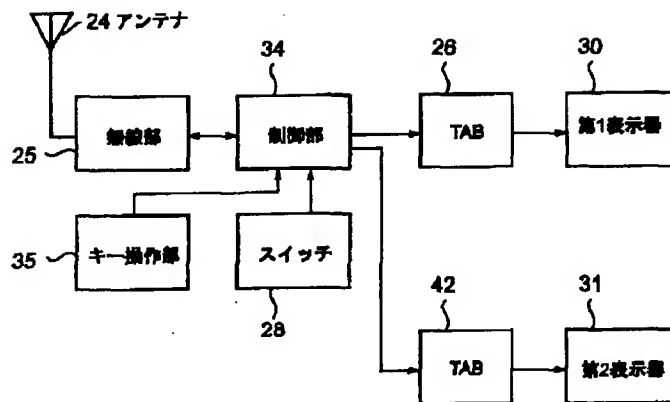 24 アンテナ
34
26
30
無線部
制御部
TAB
第1表示器
25
35
キー操作部
スイッチ
28
42
31
TAB
第2表示器